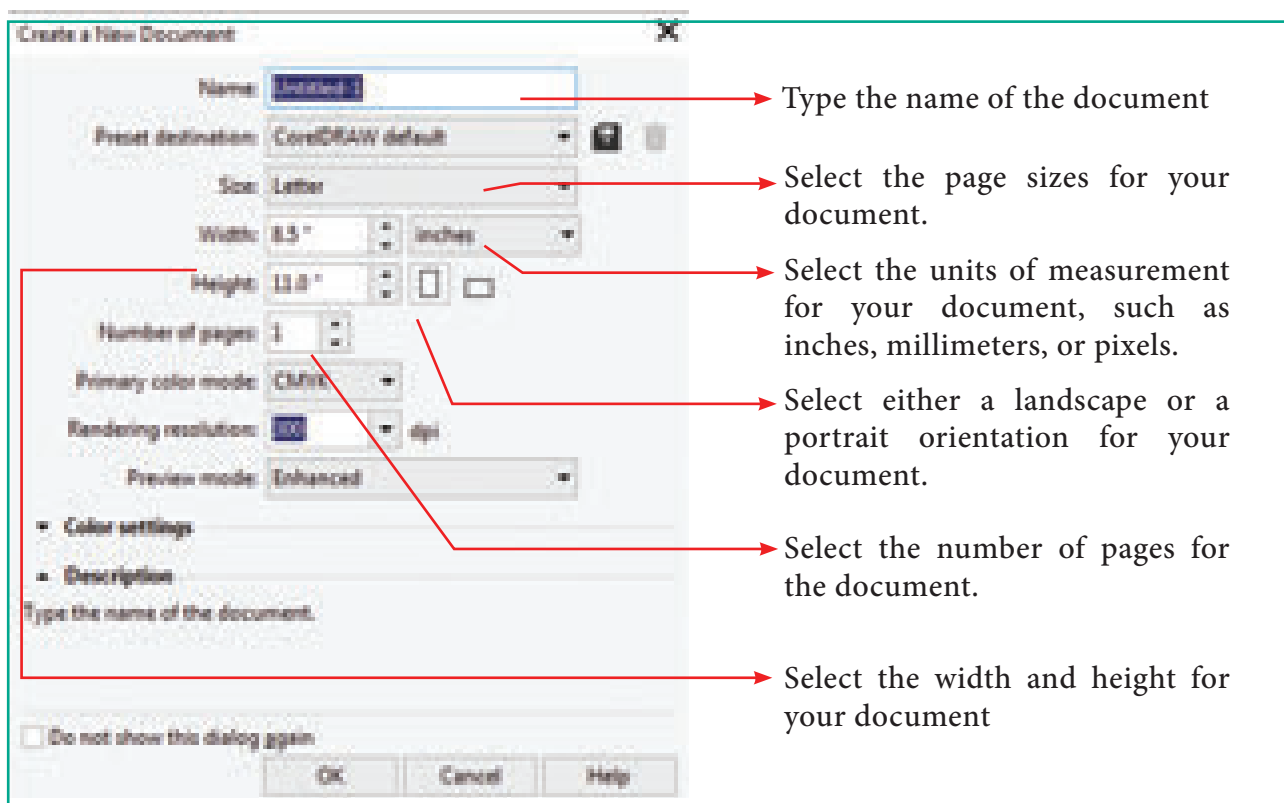 Create a New Document
Name: Untitled-1
Type the name of the document
Preset destination: CorelDRAW default
Size: Letter
Select the page sizes for your
document.
Width: 8.5 " inches
Height: 11.0 "
Select the units of measurement
for your document, such as
inches, millimeters, or pixels.
Number of pages: 1
Primary color mode: CMYK
Select either a landscape or a
portrait orientation for your
document.
Rendering resolution: 300 dpi
Preview mode: Enhanced
Color settings
Select the number of pages for
the document.
Description
Type the name of the document.
Select the width and height for
your document
Do not show this dialog again
OK Cancel Help